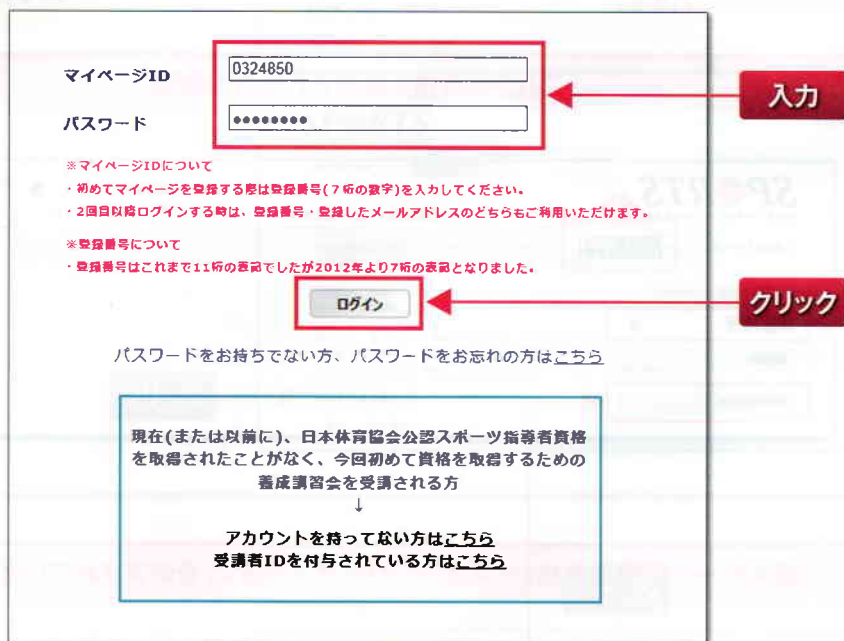 マイページID
0324850
入力
パスワード
••••••••
※マイページIDについて
・初めてマイページを登録する際は登録番号(7桁の数字)を入力してください。
・2回目以降ログインする時は、登録番号・登録したメールアドレスのどちらもご利用いただけます。
※登録番号について
・登録番号はこれまで11桁の表記でしたが2012年より7桁の表記となりました。
ログイン
クリック
パスワードをお持ちでない方、パスワードをお忘れの方はこちら
現在(または以前に)、日本体育協会公認スポーツ指導者資格
を取得されたことがなく、今回初めて資格を取得するための
養成講習会を受講される方
↓
アカウントを持ってない方はこちら
受講者IDを付与されている方はこちら